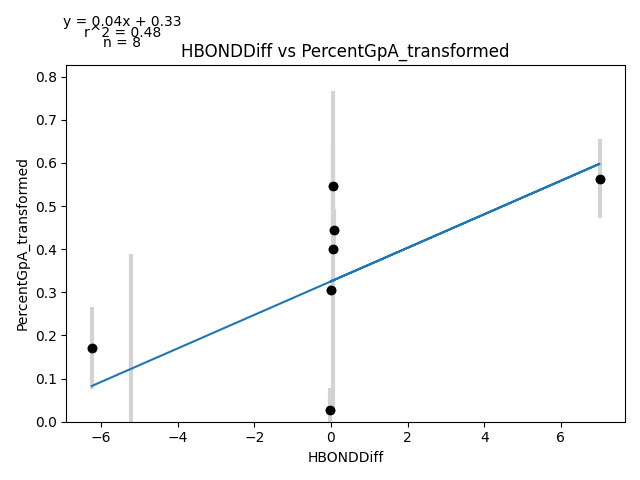 y = 0.04x + 0.33
r^2 = 0.48
n = 8
HBONDDiff vs PercentGpA_transformed
PercentGpA_transformed
0.8
0.7
0.6
0.5
0.4
0.3
0.2
0.1
0.0
−6
−4
−2
0
2
4
6
HBONDDiff